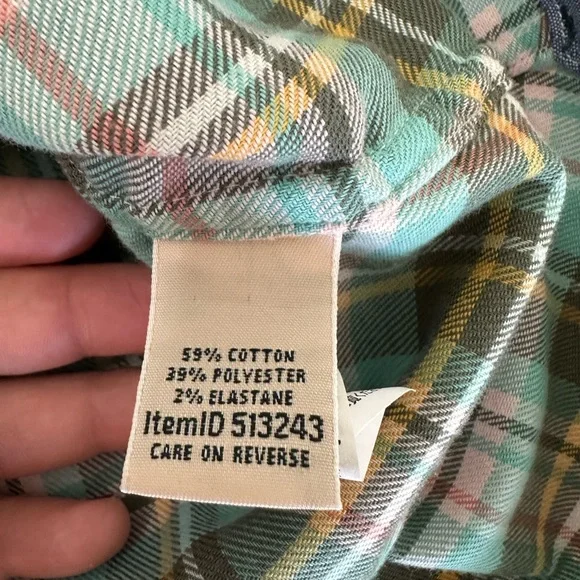 59% COTTON
39% POLYESTER
2% ELASTANE
ItemID 513243
CARE ON REVERSE